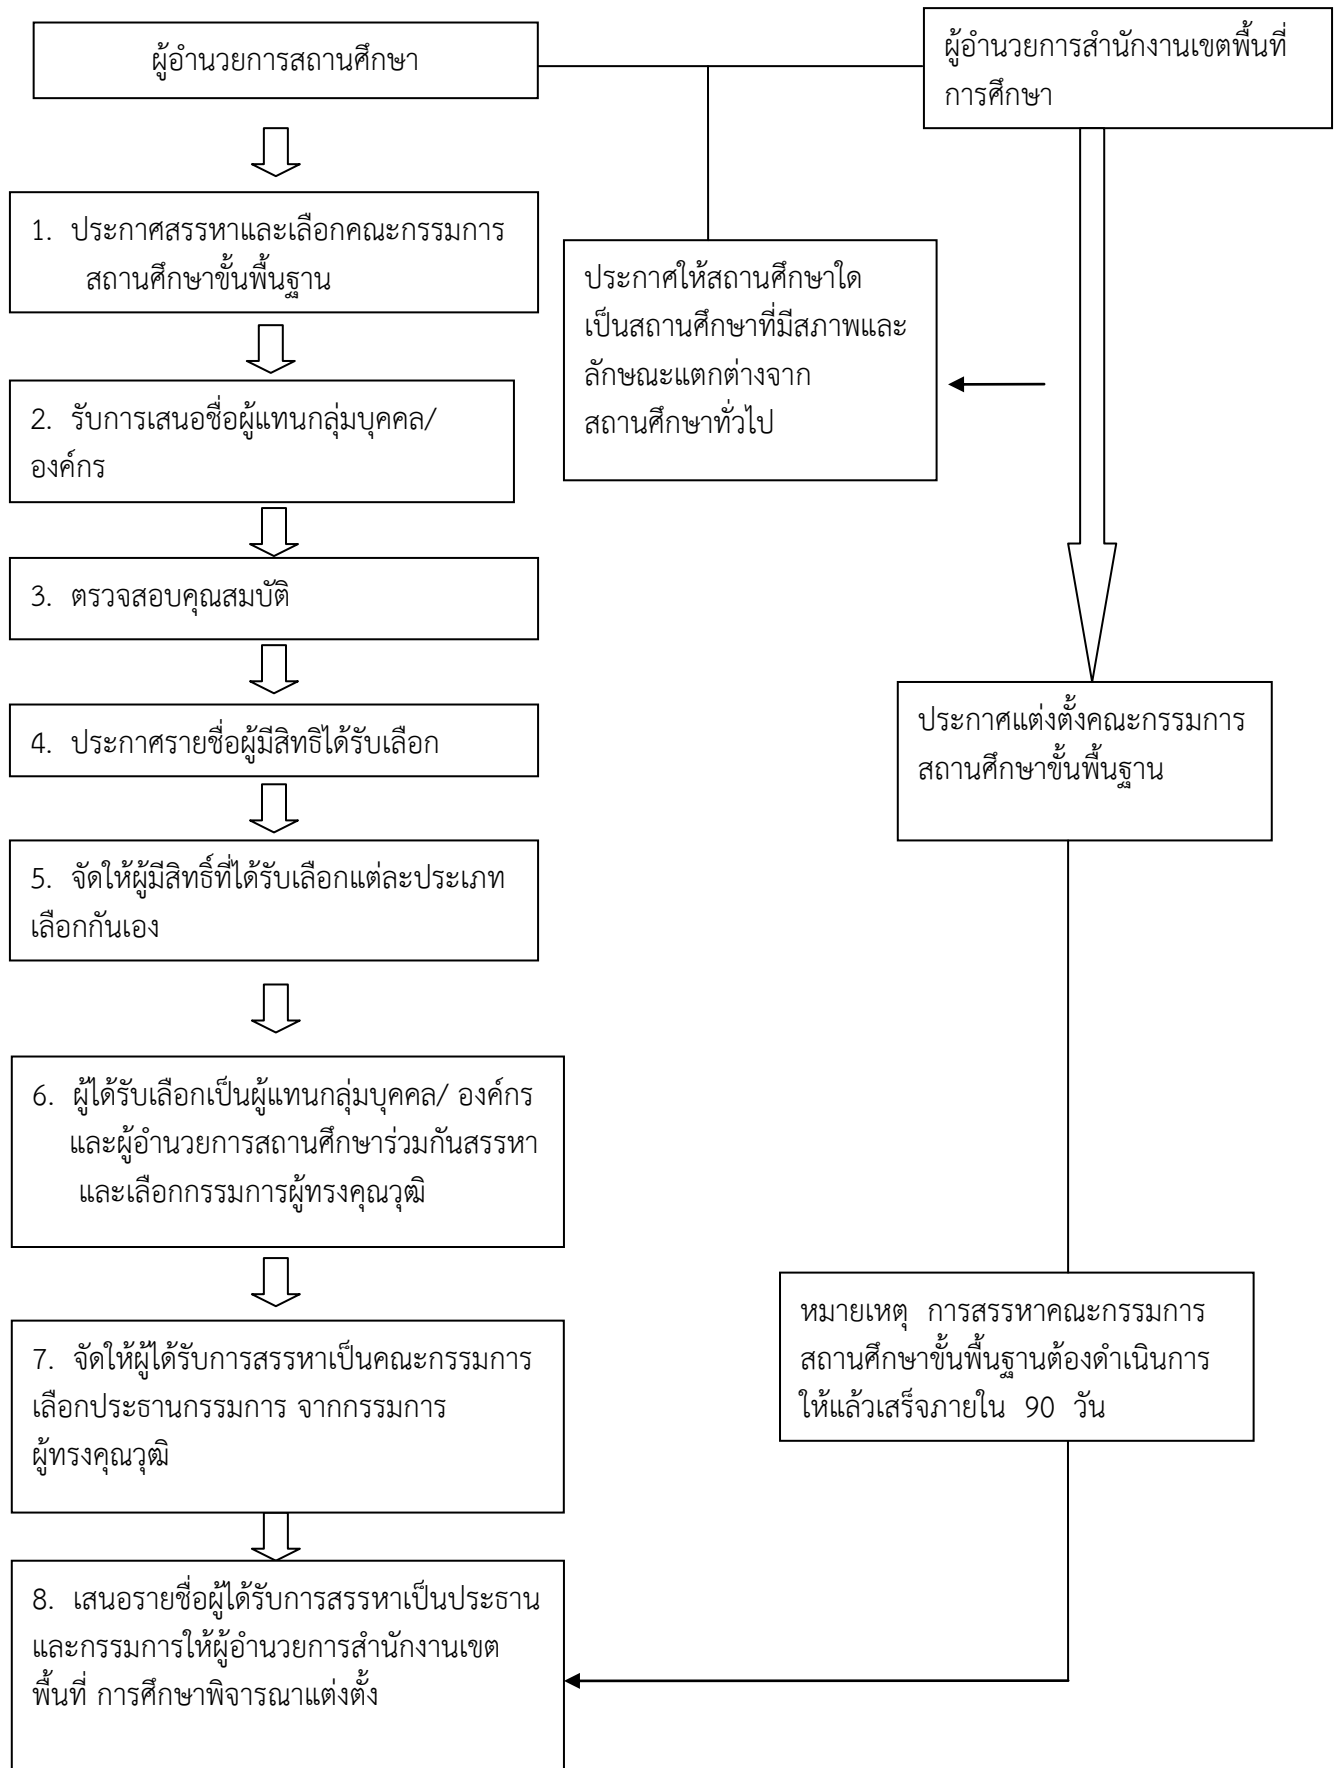 ผู้อำนวยการสถานศึกษา
ผู้อำนวยการสำนักงานเขตพื้นที่
การศึกษา
1. ประกาศสรรหาและเลือกคณะกรรมการ
สถานศึกษาขั้นพื้นฐาน
ประกาศให้สถานศึกษาใด
เป็นสถานศึกษาที่มีสภาพและ
ลักษณะแตกต่างจาก
สถานศึกษาทั่วไป
2. รับการเสนอชื่อผู้แทนกลุ่มบุคคล/
องค์กร
3. ตรวจสอบคุณสมบัติ
4. ประกาศรายชื่อผู้มีสิทธิได้รับเลือก
ประกาศแต่งตั้งคณะกรรมการ
สถานศึกษาขั้นพื้นฐาน
5. จัดให้ผู้มีสิทธิ์ที่ได้รับเลือกแต่ละประเภท
เลือกกันเอง
6. ผู้ได้รับเลือกเป็นผู้แทนกลุ่มบุคคล/ องค์กร
และผู้อำนวยการสถานศึกษาร่วมกันสรรหา
และเลือกกรรมการผู้ทรงคุณวุฒิ
7. จัดให้ผู้ได้รับการสรรหาเป็นคณะกรรมการ
เลือกประธานกรรมการ จากกรรมการ
ผู้ทรงคุณวุฒิ
หมายเหตุ การสรรหาคณะกรรมการ
สถานศึกษาขั้นพื้นฐานต้องดำเนินการ
ให้แล้วเสร็จภายใน 90 วัน
8. เสนอรายชื่อผู้ได้รับการสรรหาเป็นประธาน
และกรรมการให้ผู้อำนวยการสำนักงานเขต
พื้นที่ การศึกษาพิจารณาแต่งตั้ง